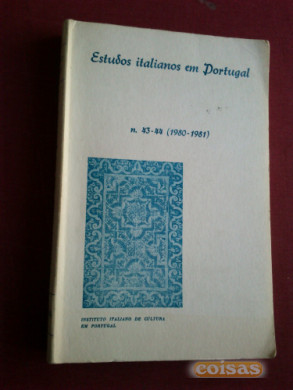 Estudos italianos em Portugal
n. 43-44 (1980-1981)
INSTITUTO ITALIANO DE CULTURA
EM PORTUGAL
coisas